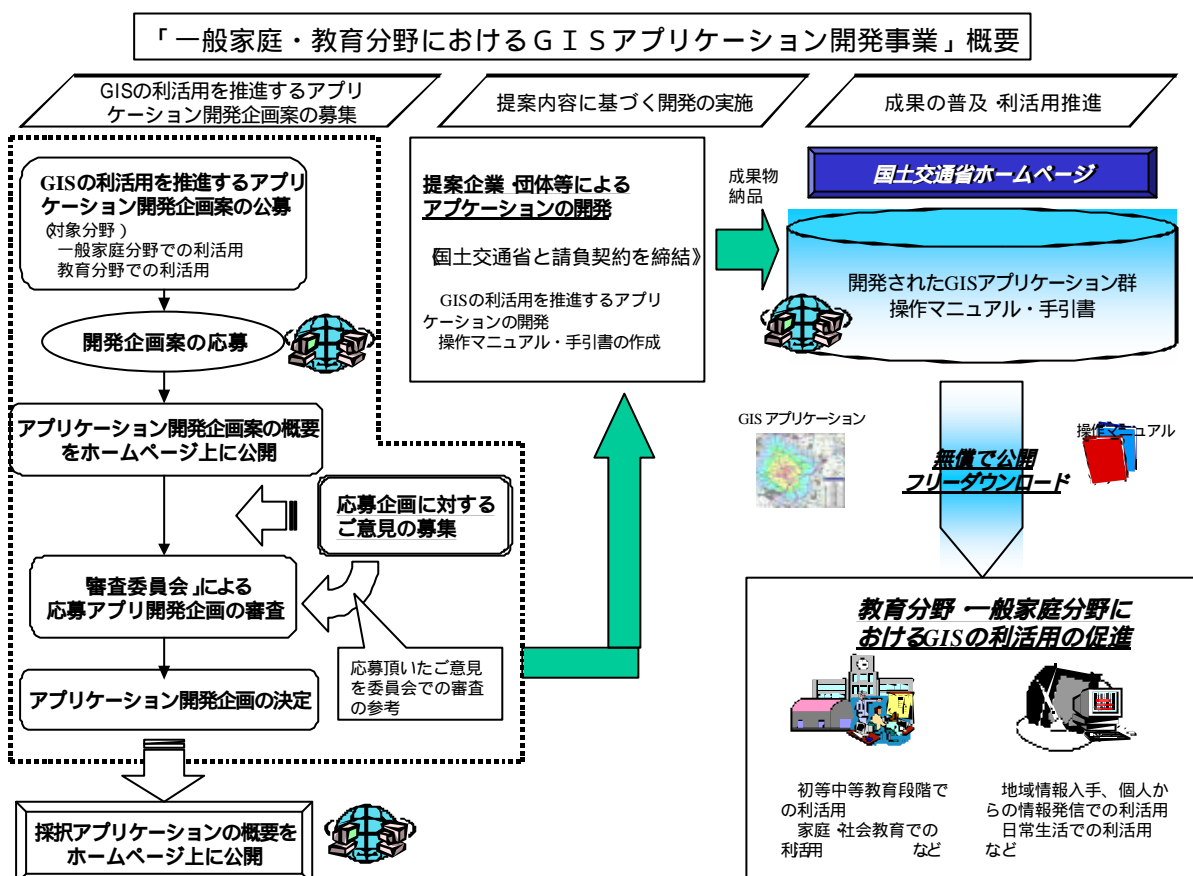 「一般家庭・教育分野におけるＧＩＳアプリケーション開発事業」概要
GISの利活用を推進するアプリ
ケーション開発企画案の募集
提案内容に基づく開発の実施
成果の普及・利活用推進
GISの利活用を推進するアプリ
ケーション開発企画案の公募
(対象分野）
一般家庭分野での利活用
教育分野での利活用
開発企画案の応募
アプリケーション開発企画案の概要
をホームページ上に公開
応募企画に対する
ご意見の募集
「審査委員会」による
応募アプリ開発企画の審査
応募頂いたご意見
を委員会での審査
の参考
アプリケーション開発企画の決定
採択アプリケーションの概要を
ホームページ上に公開
提案企業・団体等による
アプケーションの開発
《国土交通省と請負契約を締結》
GISの利活用を推進するアプリ
ケーションの開発
操作マニュアル・手引書の作成
成果物
納品
国土交通省ホームページ
開発されたGISアプリケーション群
操作マニュアル・手引書
GIS アプリケーション
操作マニュアル
無償で公開
フリーダウンロード
教育分野・一般家庭分野に
おけるGISの利活用の促進
初等中等教育段階で
の利活用
家庭・社会教育での
利活用 など
地域情報入手、個人か
らの情報発信での利活用
日常生活での利活用
など